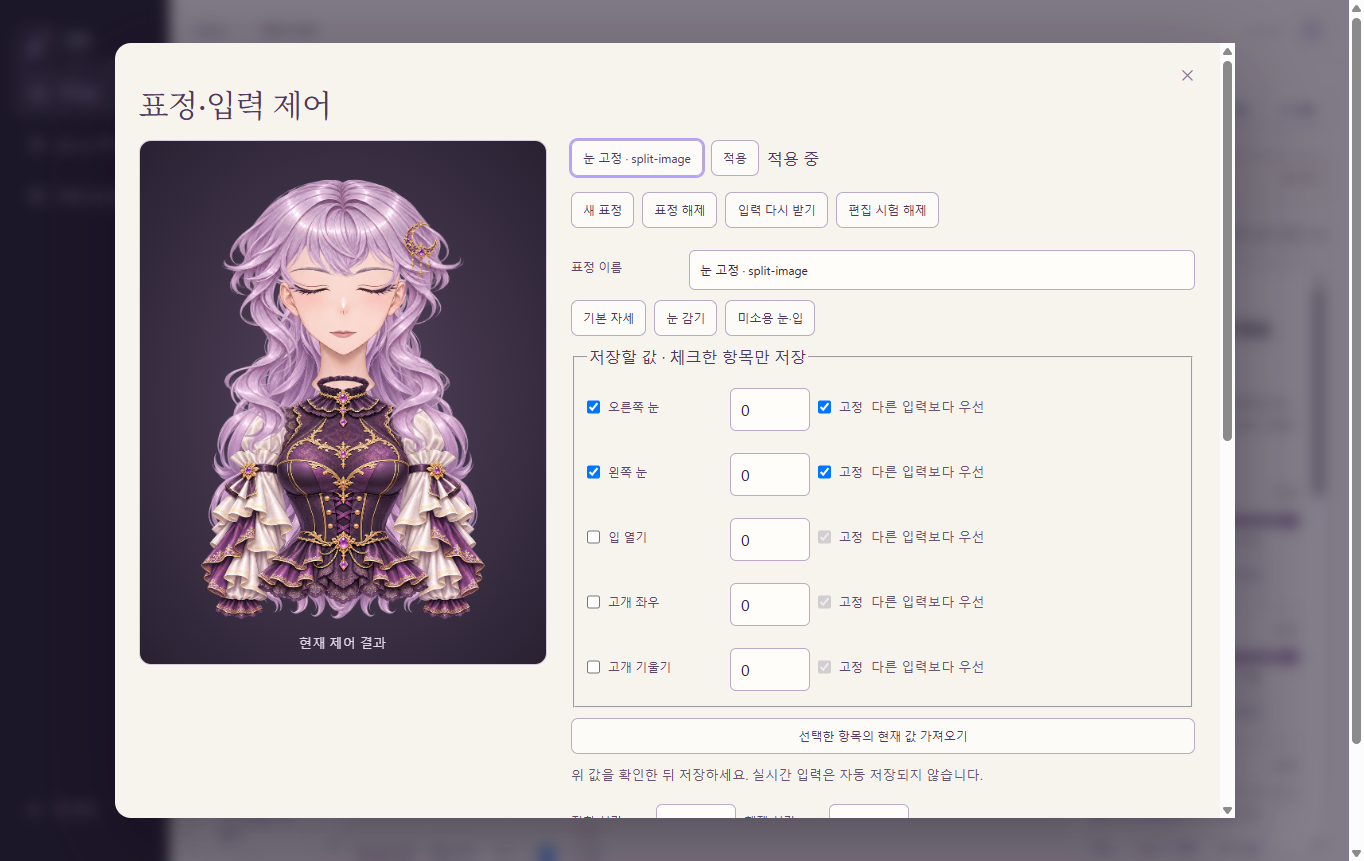 표정·입력 제어
×
눈 고정 · split-image 적용 적용 중
새 표정 표정 해제 입력 다시 받기 편집 시험 해제
표정 이름 눈 고정 · split-image
기본 자세 눈 감기 미소용 눈·입
저장할 값 · 체크한 항목만 저장
오른쪽 눈 0 고정 다른 입력보다 우선
왼쪽 눈 0 고정 다른 입력보다 우선
입 열기 0 고정 다른 입력보다 우선
고개 좌우 0 고정 다른 입력보다 우선
고개 기울기 0 고정 다른 입력보다 우선
선택한 항목의 현재 값 가져오기
위 값을 확인한 뒤 저장하세요. 실시간 입력은 자동 저장되지 않습니다.
현재 제어 결과